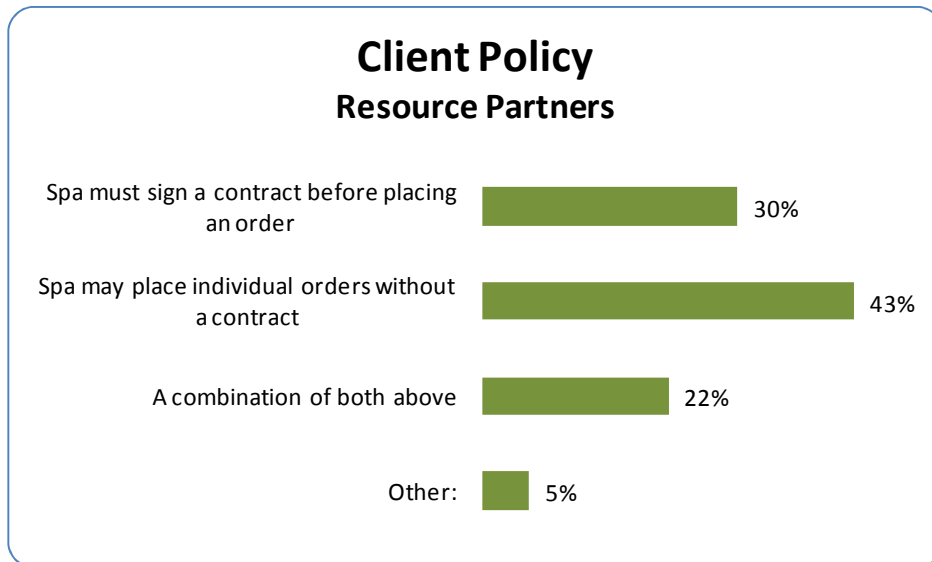 Client Policy
Resource Partners
Spa must sign a contract before placing
an order
30%
Spa may place individual orders without
a contract
43%
A combination of both above
22%
Other:
5%